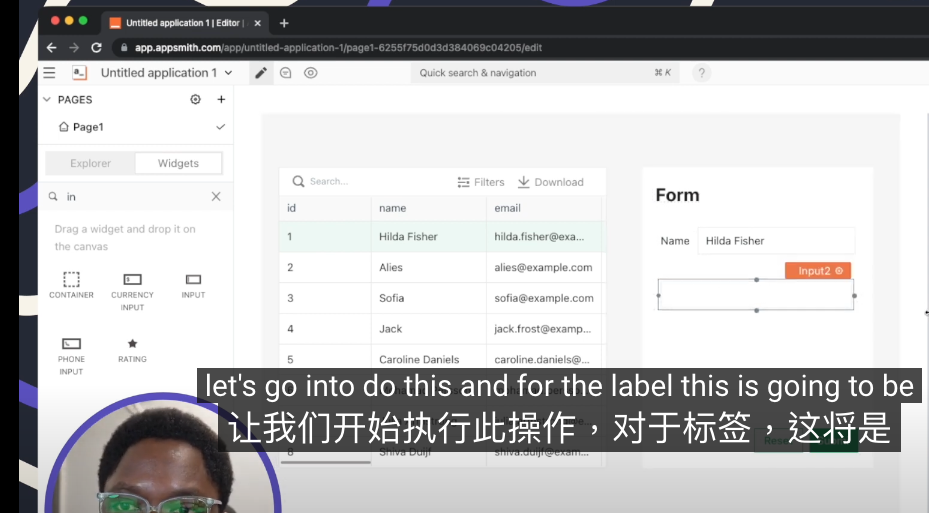 Untitled application 1 | Editor |
app.appsmith.com/app/untitled-application-1/page1-6255f75d0d3d384069c04205/edit
a_
Untitled application 1
Quick search & navigation
⌘ K
?
PAGES
Page1
Explorer
Widgets
in
Drag a widget and drop it on
the canvas
CONTAINER
CURRENCY
INPUT
INPUT
PHONE
INPUT
RATING
Search...
Filters
Download
id
name
email
1
Hilda Fisher
hilda.fisher@exa...
2
Alies
alies@example.com
3
Sofia
sofia@example.com
4
Jack
jack.frost@examp...
5
Caroline Daniels
caroline.daniels@...
8
Shiva Duijf
shiva.duijf@exam...
Form
Name
Hilda Fisher
Input2
Reset
let's go into do this and for the label this is going to be
让我们开始执行此操作，对于标签，这将是